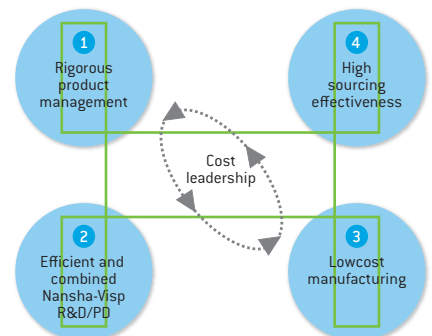 1
Rigorous
product
management
4
High
sourcing
effectiveness
Cost
leadership
2
Efficient and
combined
Nansha-Visp
R&D/PD
3
Lowcost
manufacturing